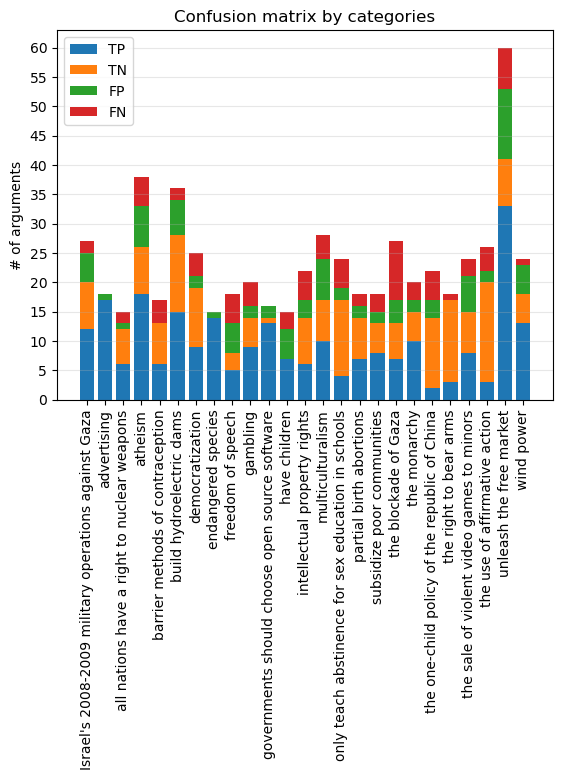 Confusion matrix by categories
TP
TN
FP
FN
# of arguments
60
55
50
45
40
35
30
25
20
15
10
5
0
Israel's 2008-2009 military operations against Gaza
advertising
all nations have a right to nuclear weapons
atheism
barrier methods of contraception
build hydroelectric dams
democratization
endangered species
freedom of speech
gambling
governments should choose open source software
have children
intellectual property rights
multiculturalism
only teach abstinence for sex education in schools
partial birth abortions
subsidize poor communities
the blockade of Gaza
the monarchy
the one-child policy of the republic of China
the right to bear arms
the sale of violent video games to minors
the use of affirmative action
unleash the free market
wind power